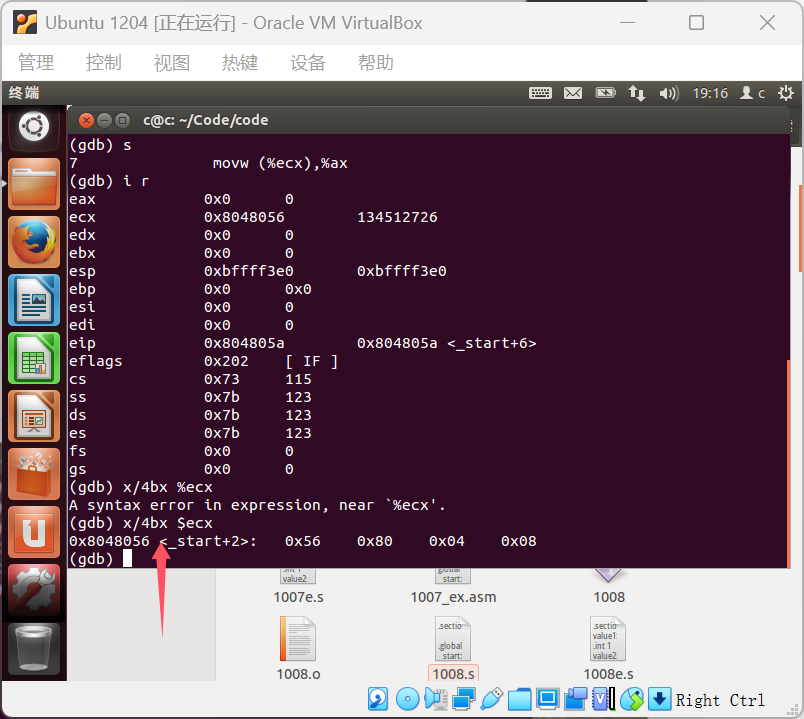 Ubuntu 1204 [正在运行] - Oracle VM VirtualBox
管理 控制 视图 热键 设备 帮助
终端 19:16 c
c@c: ~/Code/code
(gdb) s
7 movw (%ecx),%ax
(gdb) i r
eax 0x0 0
ecx 0x8048056 134512726
edx 0x0 0
ebx 0x0 0
esp 0xbffff3e0 0xbffff3e0
ebp 0x0 0x0
esi 0x0 0
edi 0x0 0
eip 0x804805a 0x804805a <_start+6>
eflags 0x202 [ IF ]
cs 0x73 115
ss 0x7b 123
ds 0x7b 123
es 0x7b 123
fs 0x0 0
gs 0x0 0
(gdb) x/4bx %ecx
A syntax error in expression, near `%ecx'.
(gdb) x/4bx $ecx
0x8048056 <_start+2>: 0x56 0x80 0x04 0x08
(gdb)
.int 1
value2
.global
start:
1007e.s 1007_ex.asm 1008
.sectio
.global
start:
.sectio
value1:
.int 1
value2
1008.o 1008.s 1008e.s
Right Ctrl